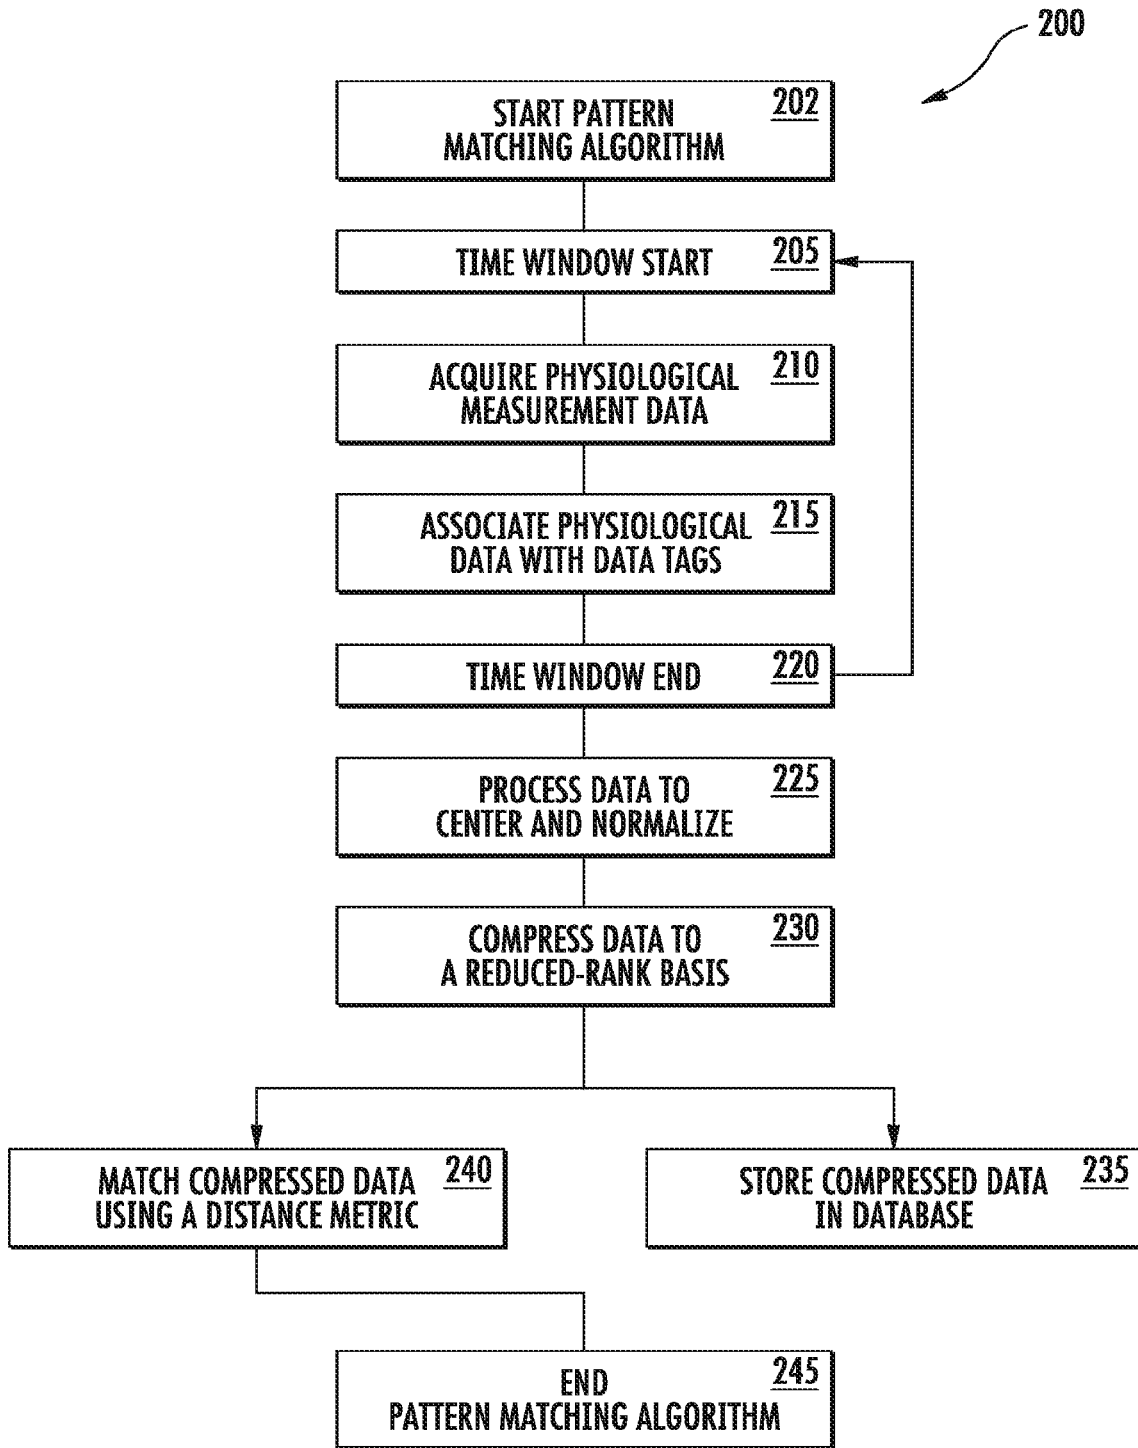 200
202
START PATTERN
MATCHING ALGORITHM
TIME WINDOW START 205
210
ACQUIRE PHYSIOLOGICAL
MEASUREMENT DATA
215
ASSOCIATE PHYSIOLOGICAL
DATA WITH DATA TAGS
TIME WINDOW END 220
225
PROCESS DATA TO
CENTER AND NORMALIZE
230
COMPRESS DATA TO
A REDUCED-RANK BASIS
240
MATCH COMPRESSED DATA
USING A DISTANCE METRIC
235
STORE COMPRESSED DATA
IN DATABASE
245
END
PATTERN MATCHING ALGORITHM